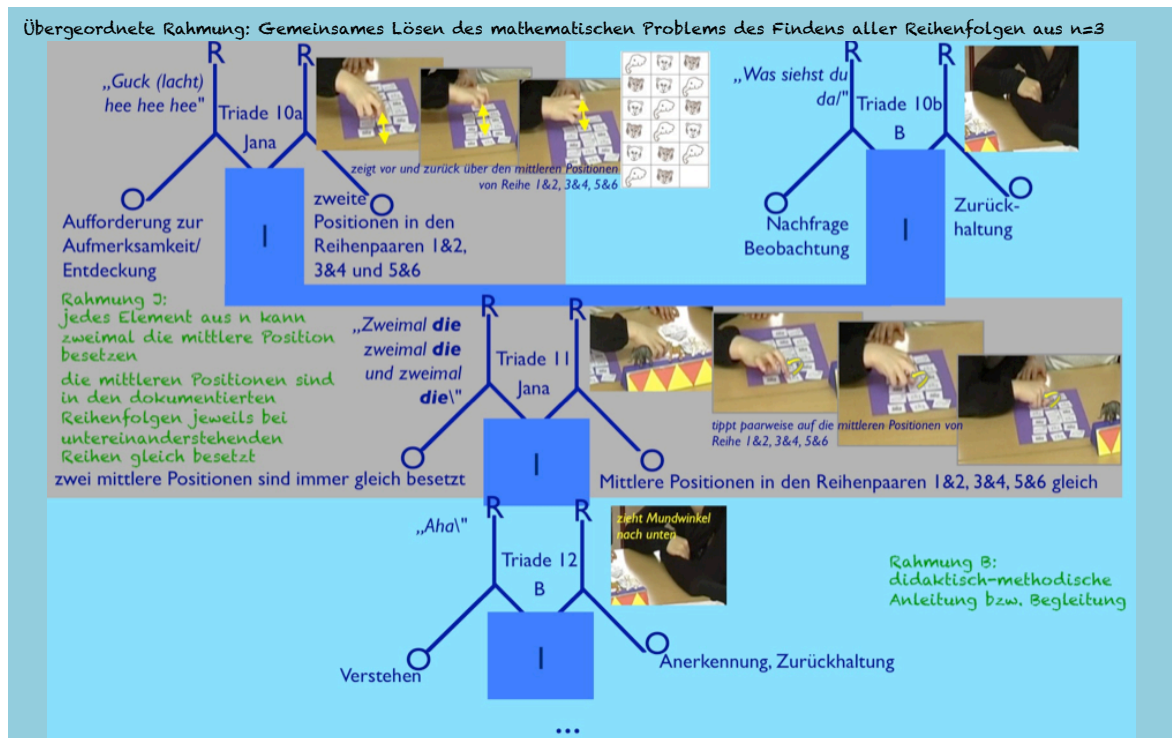 Übergeordnete Rahmung: Gemeinsames Lösen des mathematischen Problems des Findens aller Reihenfolgen aus n=3
R
R
„Guck (lacht)
hee hee hee"
Triade 10a
Jana
zeigt vor und zurück über den mittleren Positionen
von Reihe 1&2, 3&4, 5&6
Aufforderung zur
Aufmerksamkeit/
Entdeckung
I
zweite
Positionen in den
Reihenpaaren 1&2,
3&4 und 5&6
R
R
„Was siehst du
da/"
Triade 10b
B
Nachfrage
Beobachtung
I
Zurück-
haltung
Rahmung J:
jedes Element aus n kann
zweimal die mittlere Position
besetzen
die mittleren Positionen sind
in den dokumentierten
Reihenfolgen jeweils bei
untereinanderstehenden
Reihen gleich besetzt
R
R
„Zweimal die
zweimal die
und zweimal
die\"
Triade 11
Jana
tippt paarweise auf die mittleren Positionen von
Reihe 1&2, 3&4, 5&6
I
zwei mittlere Positionen sind immer gleich besetzt
Mittlere Positionen in den Reihenpaaren 1&2, 3&4, 5&6 gleich
R
R
„Aha\"
Triade 12
B
zieht Mundwinkel
nach unten
I
Verstehen
Anerkennung, Zurückhaltung
Rahmung B:
didaktisch-methodische
Anleitung bzw. Begleitung
...